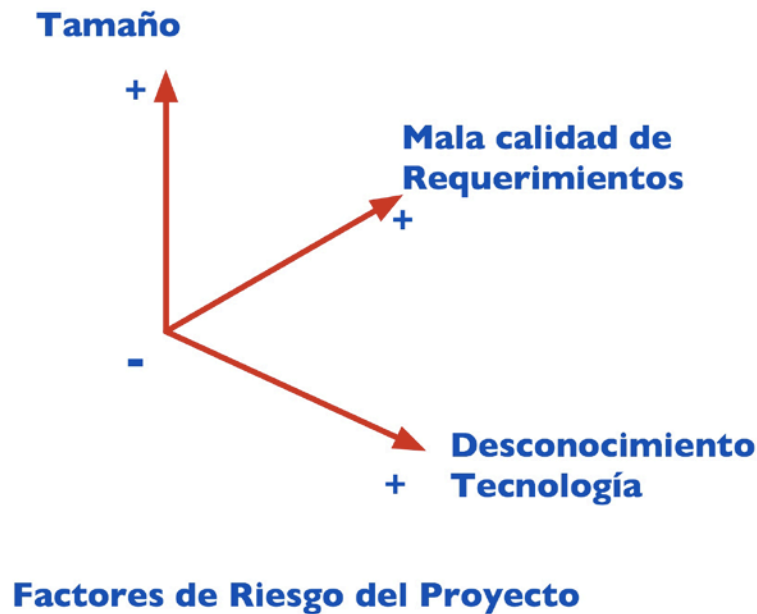 Tamaño
+
Mala calidad de
Requerimientos
+
-
Desconocimiento
+ Tecnología
Factores de Riesgo del Proyecto